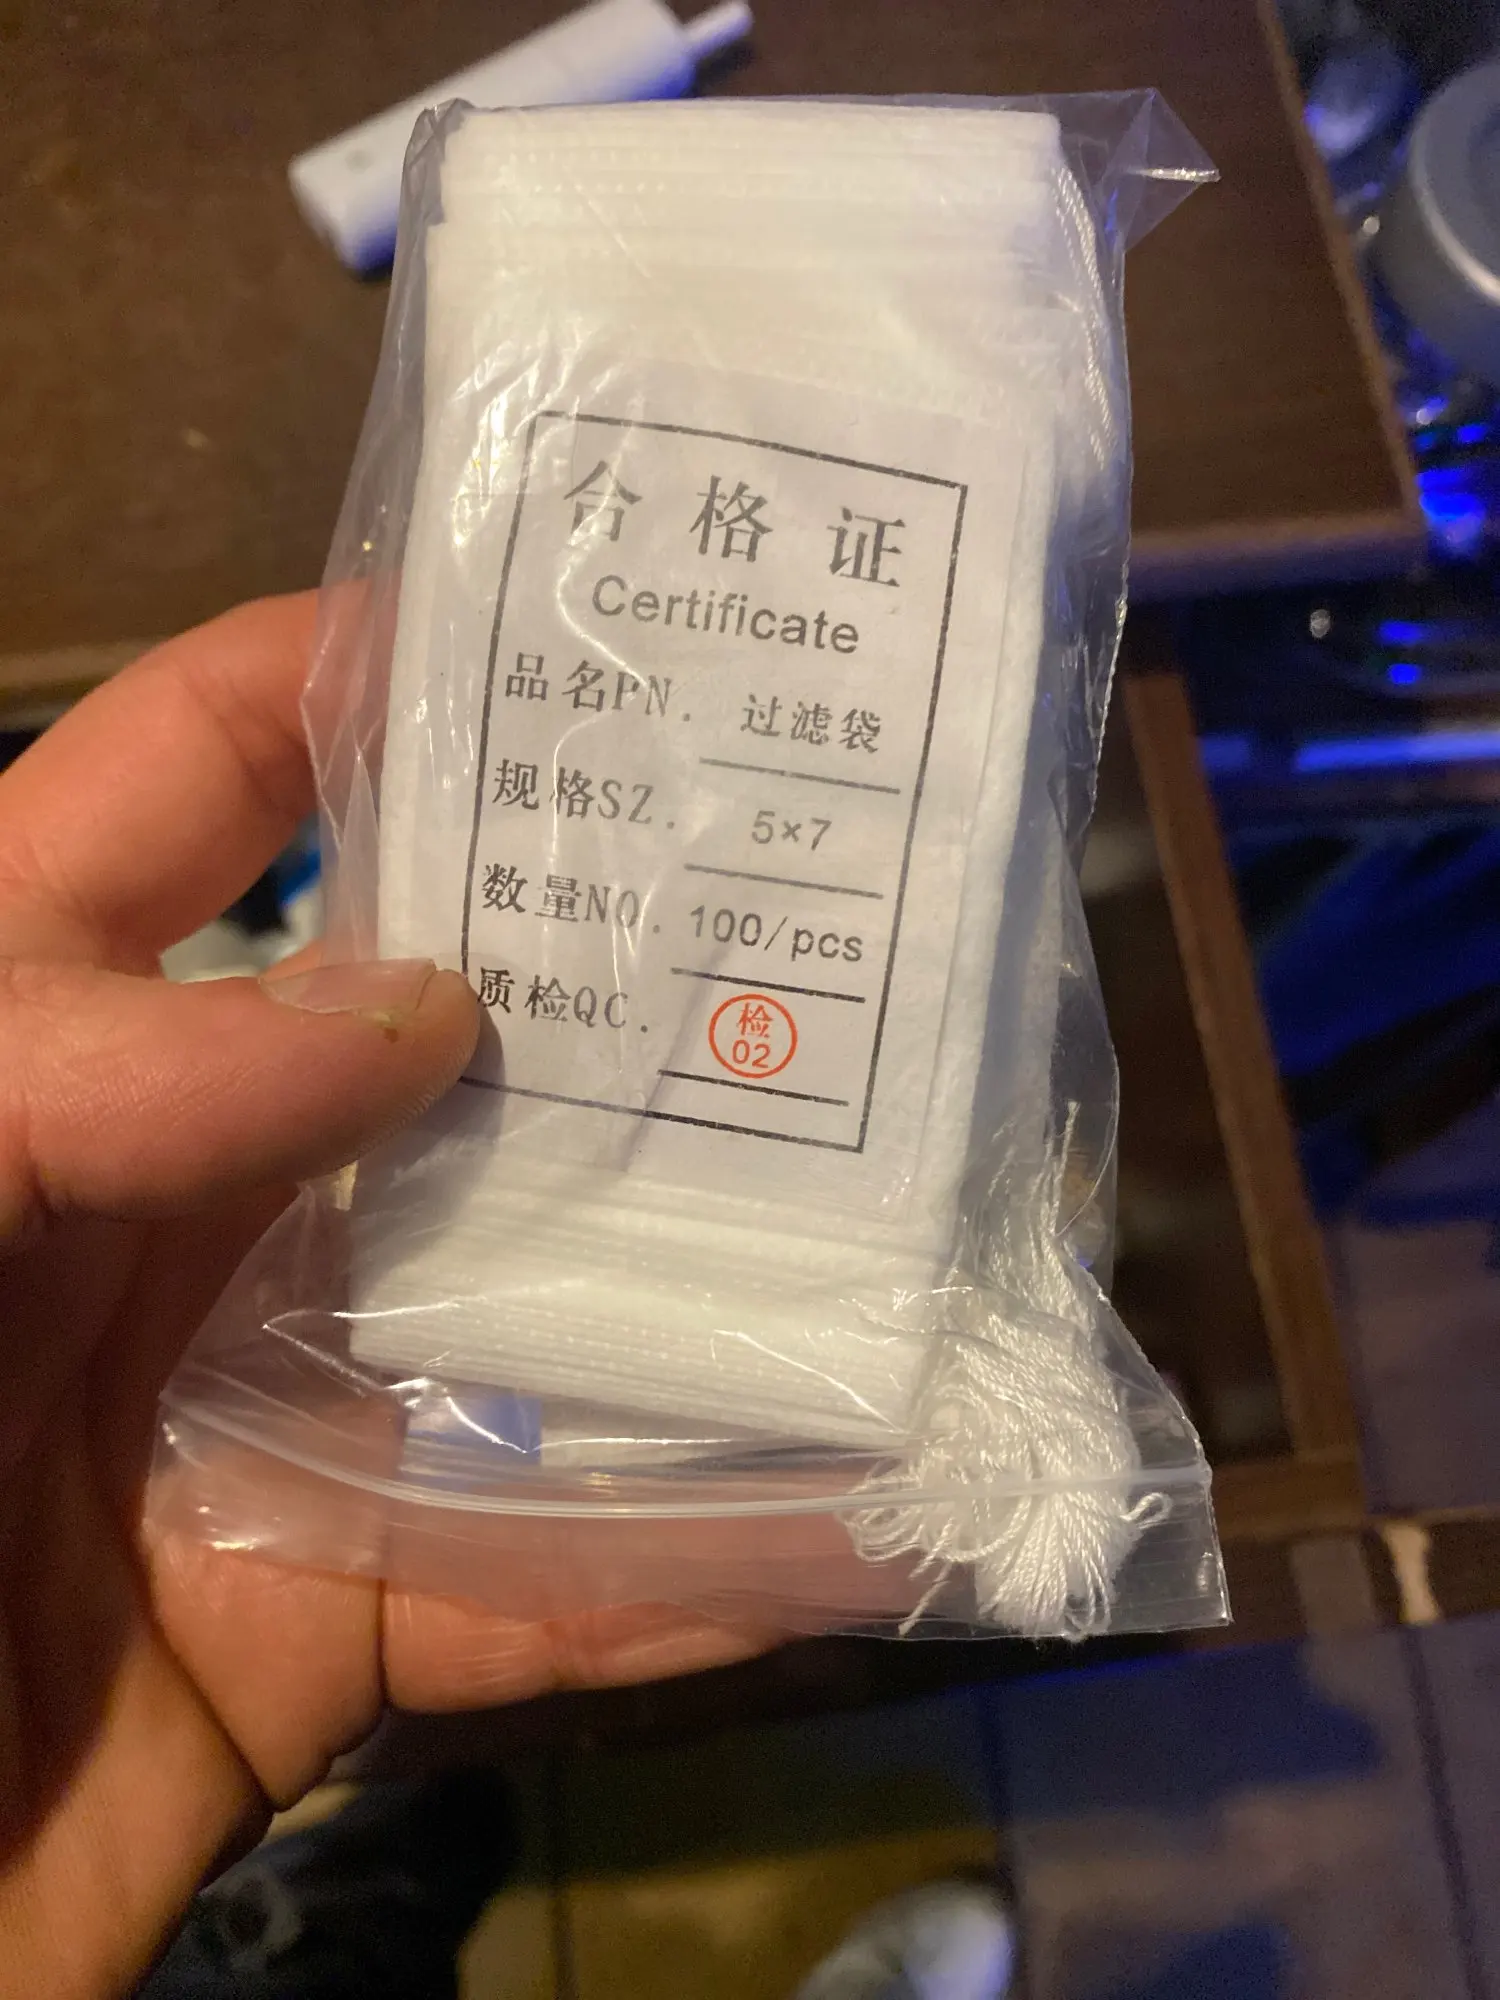 合格证
Certificate
品名PN. 过滤袋
规格SZ. 5×7
数量NO. 100/pcs
质检QC. 检
02